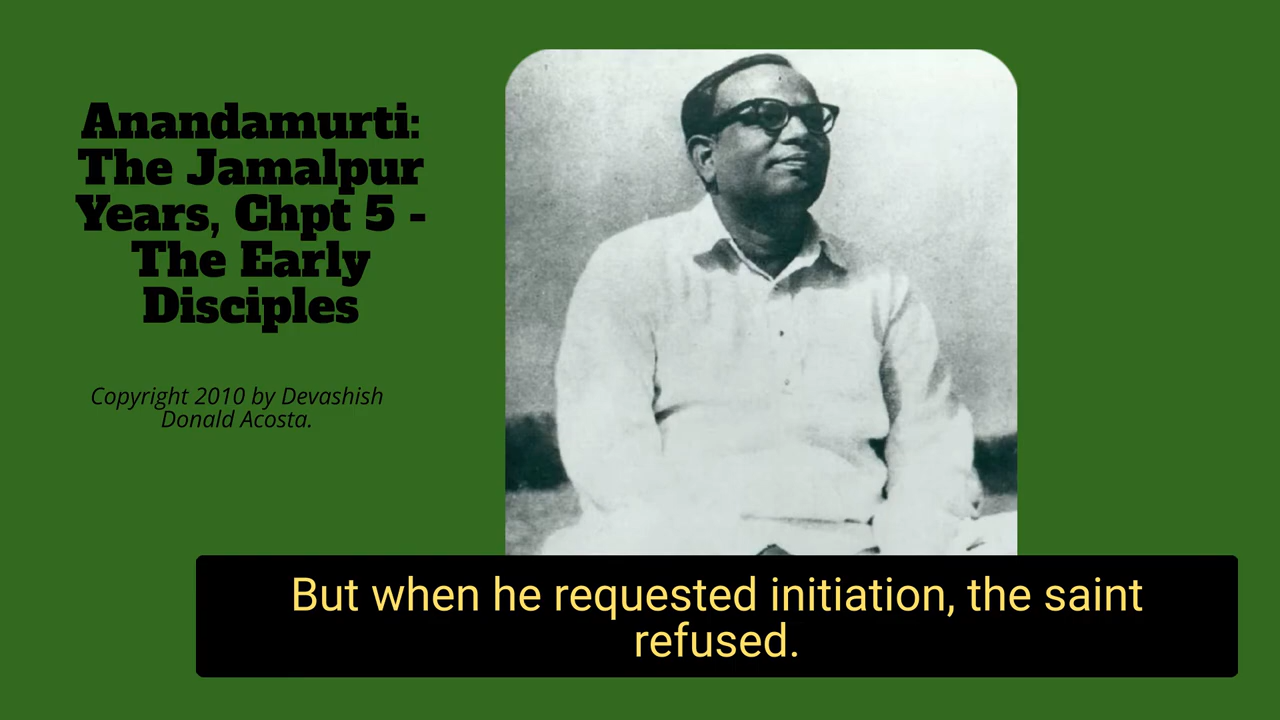 Anandamurti:
The Jamalpur
Years, Chpt 5 -
The Early
Disciples
Copyright 2010 by Devashish
Donald Acosta.
But when he requested initiation, the saint
refused.